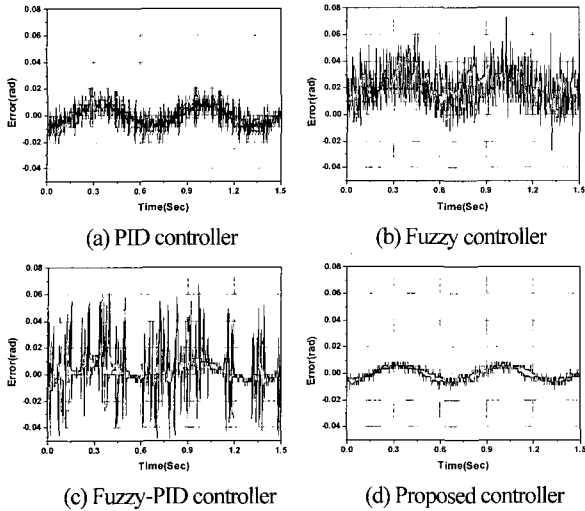 0.08
0.06
0.04
0.02
0.00
-0.02
-0.04
Error(rad)
0.0 0.3 0.6 0.9 1.2 1.5
Time(Sec)
(a) PID controller
0.08
0.06
0.04
0.02
0.00
-0.02
-0.04
Error(rad)
0.0 0.3 0.6 0.9 1.2 1.5
Time(Sec)
(b) Fuzzy controller
0.08
0.06
0.04
0.02
0.00
-0.02
-0.04
Error(rad)
0.0 0.3 0.6 0.9 1.2 1.5
Time(Sec)
(c) Fuzzy-PID controller
0.08
0.06
0.04
0.02
0.00
-0.02
-0.04
Error(rad)
0.0 0.3 0.6 0.9 1.2 1.5
Time(Sec)
(d) Proposed controller